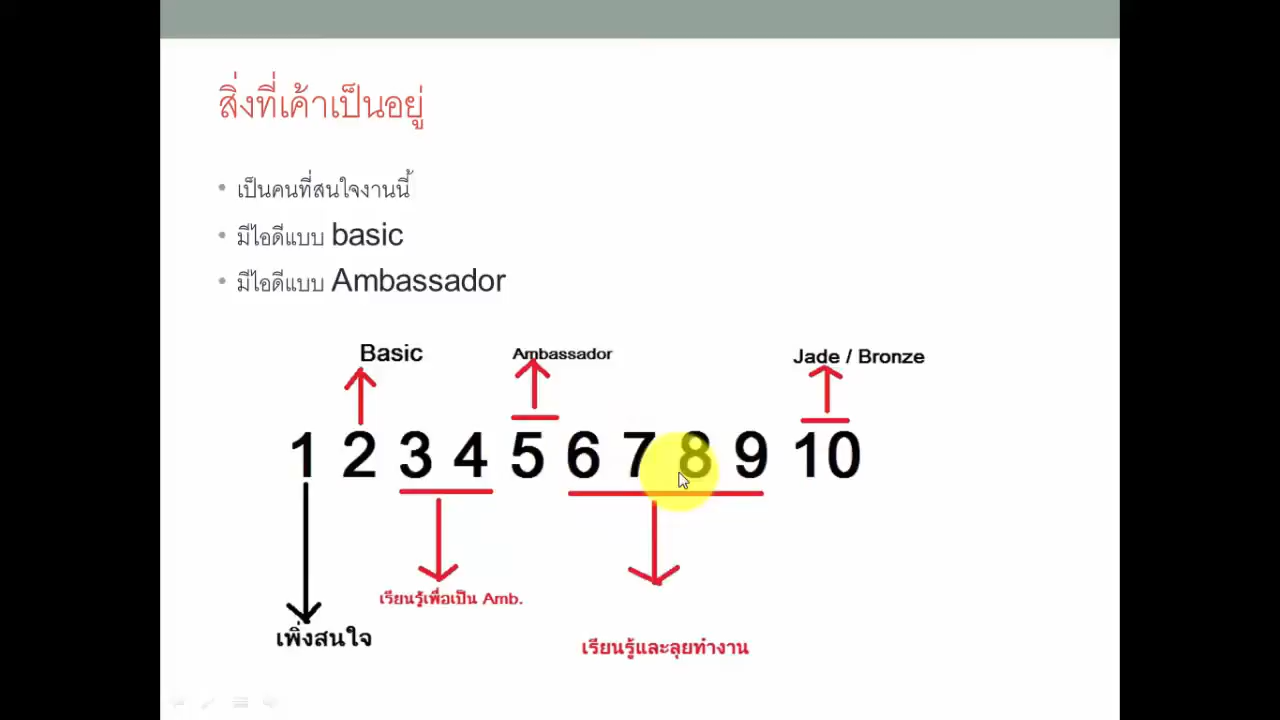 สิ่งที่เค้าเป็นอยู่
• เป็นคนที่สนใจงานนี้
• มีไอดีแบบ basic
• มีไอดีแบบ Ambassador
Basic Ambassador Jade / Bronze
1 2 3 4 5 6 7 8 9 10
เรียนรู้เพื่อเป็น Amb.
เพิ่งสนใจ
เรียนรู้และลุยทำงาน